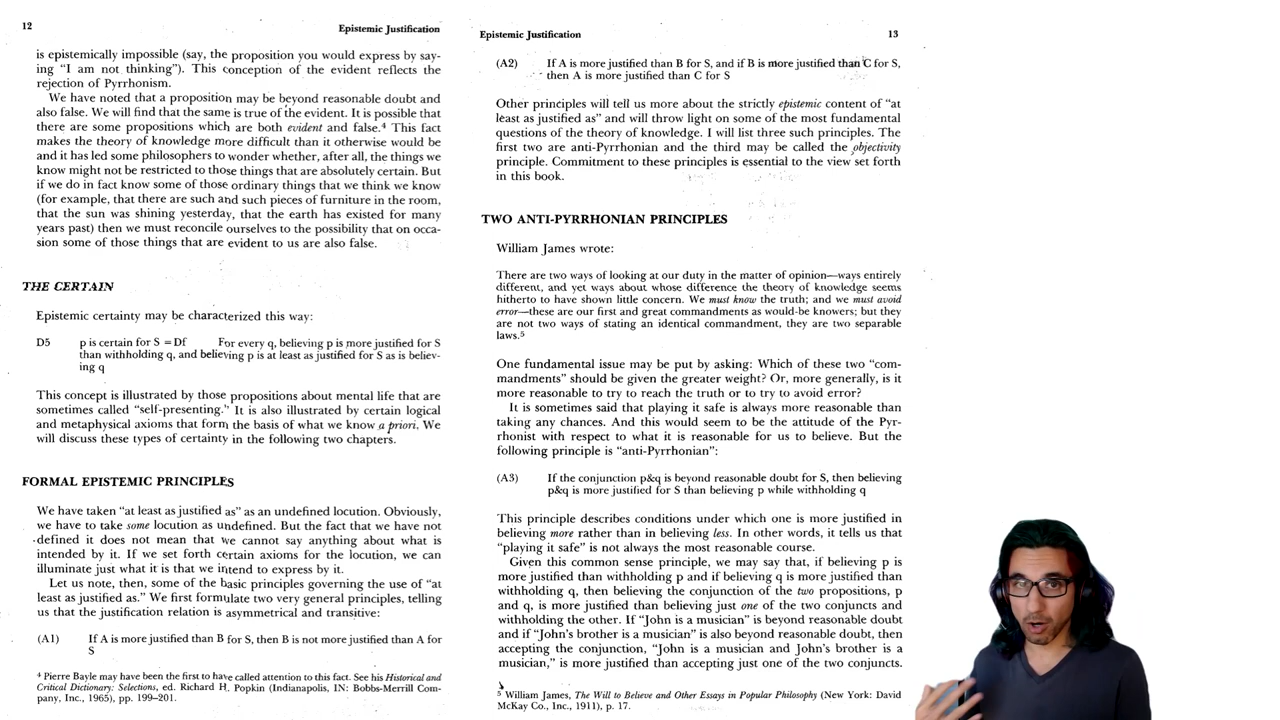 12
Epistemic Justification
is epistemically impossible (say, the proposition you would express by say-
ing “I am not thinking”). This conception of the evident reflects the
rejection of Pyrrhonism.
We have noted that a proposition may be beyond reasonable doubt and
also false. We will find that the same is true of the evident. It is possible that
there are some propositions which are both evident and false.⁴ This fact
makes the theory of knowledge more difficult than it otherwise would be
and it has led some philosophers to wonder whether, after all, the things we
know might not be restricted to those things that are absolutely certain. But
if we do in fact know some of those ordinary things that we think we know
(for example, that there are such and such pieces of furniture in the room,
that the sun was shining yesterday, that the earth has existed for many
years past) then we must reconcile ourselves to the possibility that on occa-
sion some of those things that are evident to us are also false.
THE CERTAIN
Epistemic certainty may be characterized this way:
D5 p is certain for S =Df For every q, believing p is more justified for S
than withholding q, and believing p is at least as justified for S as is believ-
ing q
This concept is illustrated by those propositions about mental life that are
sometimes called “self-presenting.” It is also illustrated by certain logical
and metaphysical axioms that form the basis of what we know a priori. We
will discuss these types of certainty in the following two chapters.
FORMAL EPISTEMIC PRINCIPLES
We have taken “at least as justified as” as an undefined locution. Obviously,
we have to take some locution as undefined. But the fact that we have not
defined it does not mean that we cannot say anything about what is
intended by it. If we set forth certain axioms for the locution, we can
illuminate just what it is that we intend to express by it.
Let us note, then, some of the basic principles governing the use of “at
least as justified as.” We first formulate two very general principles, telling
us that the justification relation is asymmetrical and transitive:
(A1) If A is more justified than B for S, then B is not more justified than A for
S
⁴ Pierre Bayle may have been the first to have called attention to this fact. See his Historical and
Critical Dictionary: Selections, ed. Richard H. Popkin (Indianapolis, IN: Bobbs-Merrill Com-
pany, Inc., 1965), pp. 199–201.
Epistemic Justification
13
(A2) If A is more justified than B for S, and if B is more justified than C for S,
then A is more justified than C for S
Other principles will tell us more about the strictly epistemic content of “at
least as justified as” and will throw light on some of the most fundamental
questions of the theory of knowledge. I will list three such principles. The
first two are anti-Pyrrhonian and the third may be called the objectivity
principle. Commitment to these principles is essential to the view set forth
in this book.
TWO ANTI-PYRRHONIAN PRINCIPLES
William James wrote:
There are two ways of looking at our duty in the matter of opinion—ways entirely
different, and yet ways about whose difference the theory of knowledge seems
hitherto to have shown little concern. We must know the truth; and we must avoid
error—these are our first and great commandments as would-be knowers; but they
are not two ways of stating an identical commandment, they are two separable
laws.⁵
One fundamental issue may be put by asking: Which of these two “com-
mandments” should be given the greater weight? Or, more generally, is it
more reasonable to try to reach the truth or to try to avoid error?
It is sometimes said that playing it safe is always more reasonable than
taking any chances. And this would seem to be the attitude of the Pyr-
rhonist with respect to what it is reasonable for us to believe. But the
following principle is “anti-Pyrrhonian”:
(A3) If the conjunction p&q is beyond reasonable doubt for S, then believing
p&q is more justified for S than believing p while withholding q
This principle describes conditions under which one is more justified in
believing more rather than in believing less. In other words, it tells us that
“playing it safe” is not always the most reasonable course.
Given this common sense principle, we may say that, if believing p is
more justified than withholding p and if believing q is more justified than
withholding q, then believing the conjunction of the two propositions, p
and q, is more justified than believing just one of the two conjuncts and
withholding the other. If “John is a musician” is beyond reasonable doubt
and if “John’s brother is a musician” is also beyond reasonable doubt, then
accepting the conjunction, “John is a musician and John’s brother is a
musician,” is more justified than accepting just one of the two conjuncts.
⁵ William James, The Will to Believe and Other Essays in Popular Philosophy (New York: David
McKay Co., Inc., 1911), p. 17.